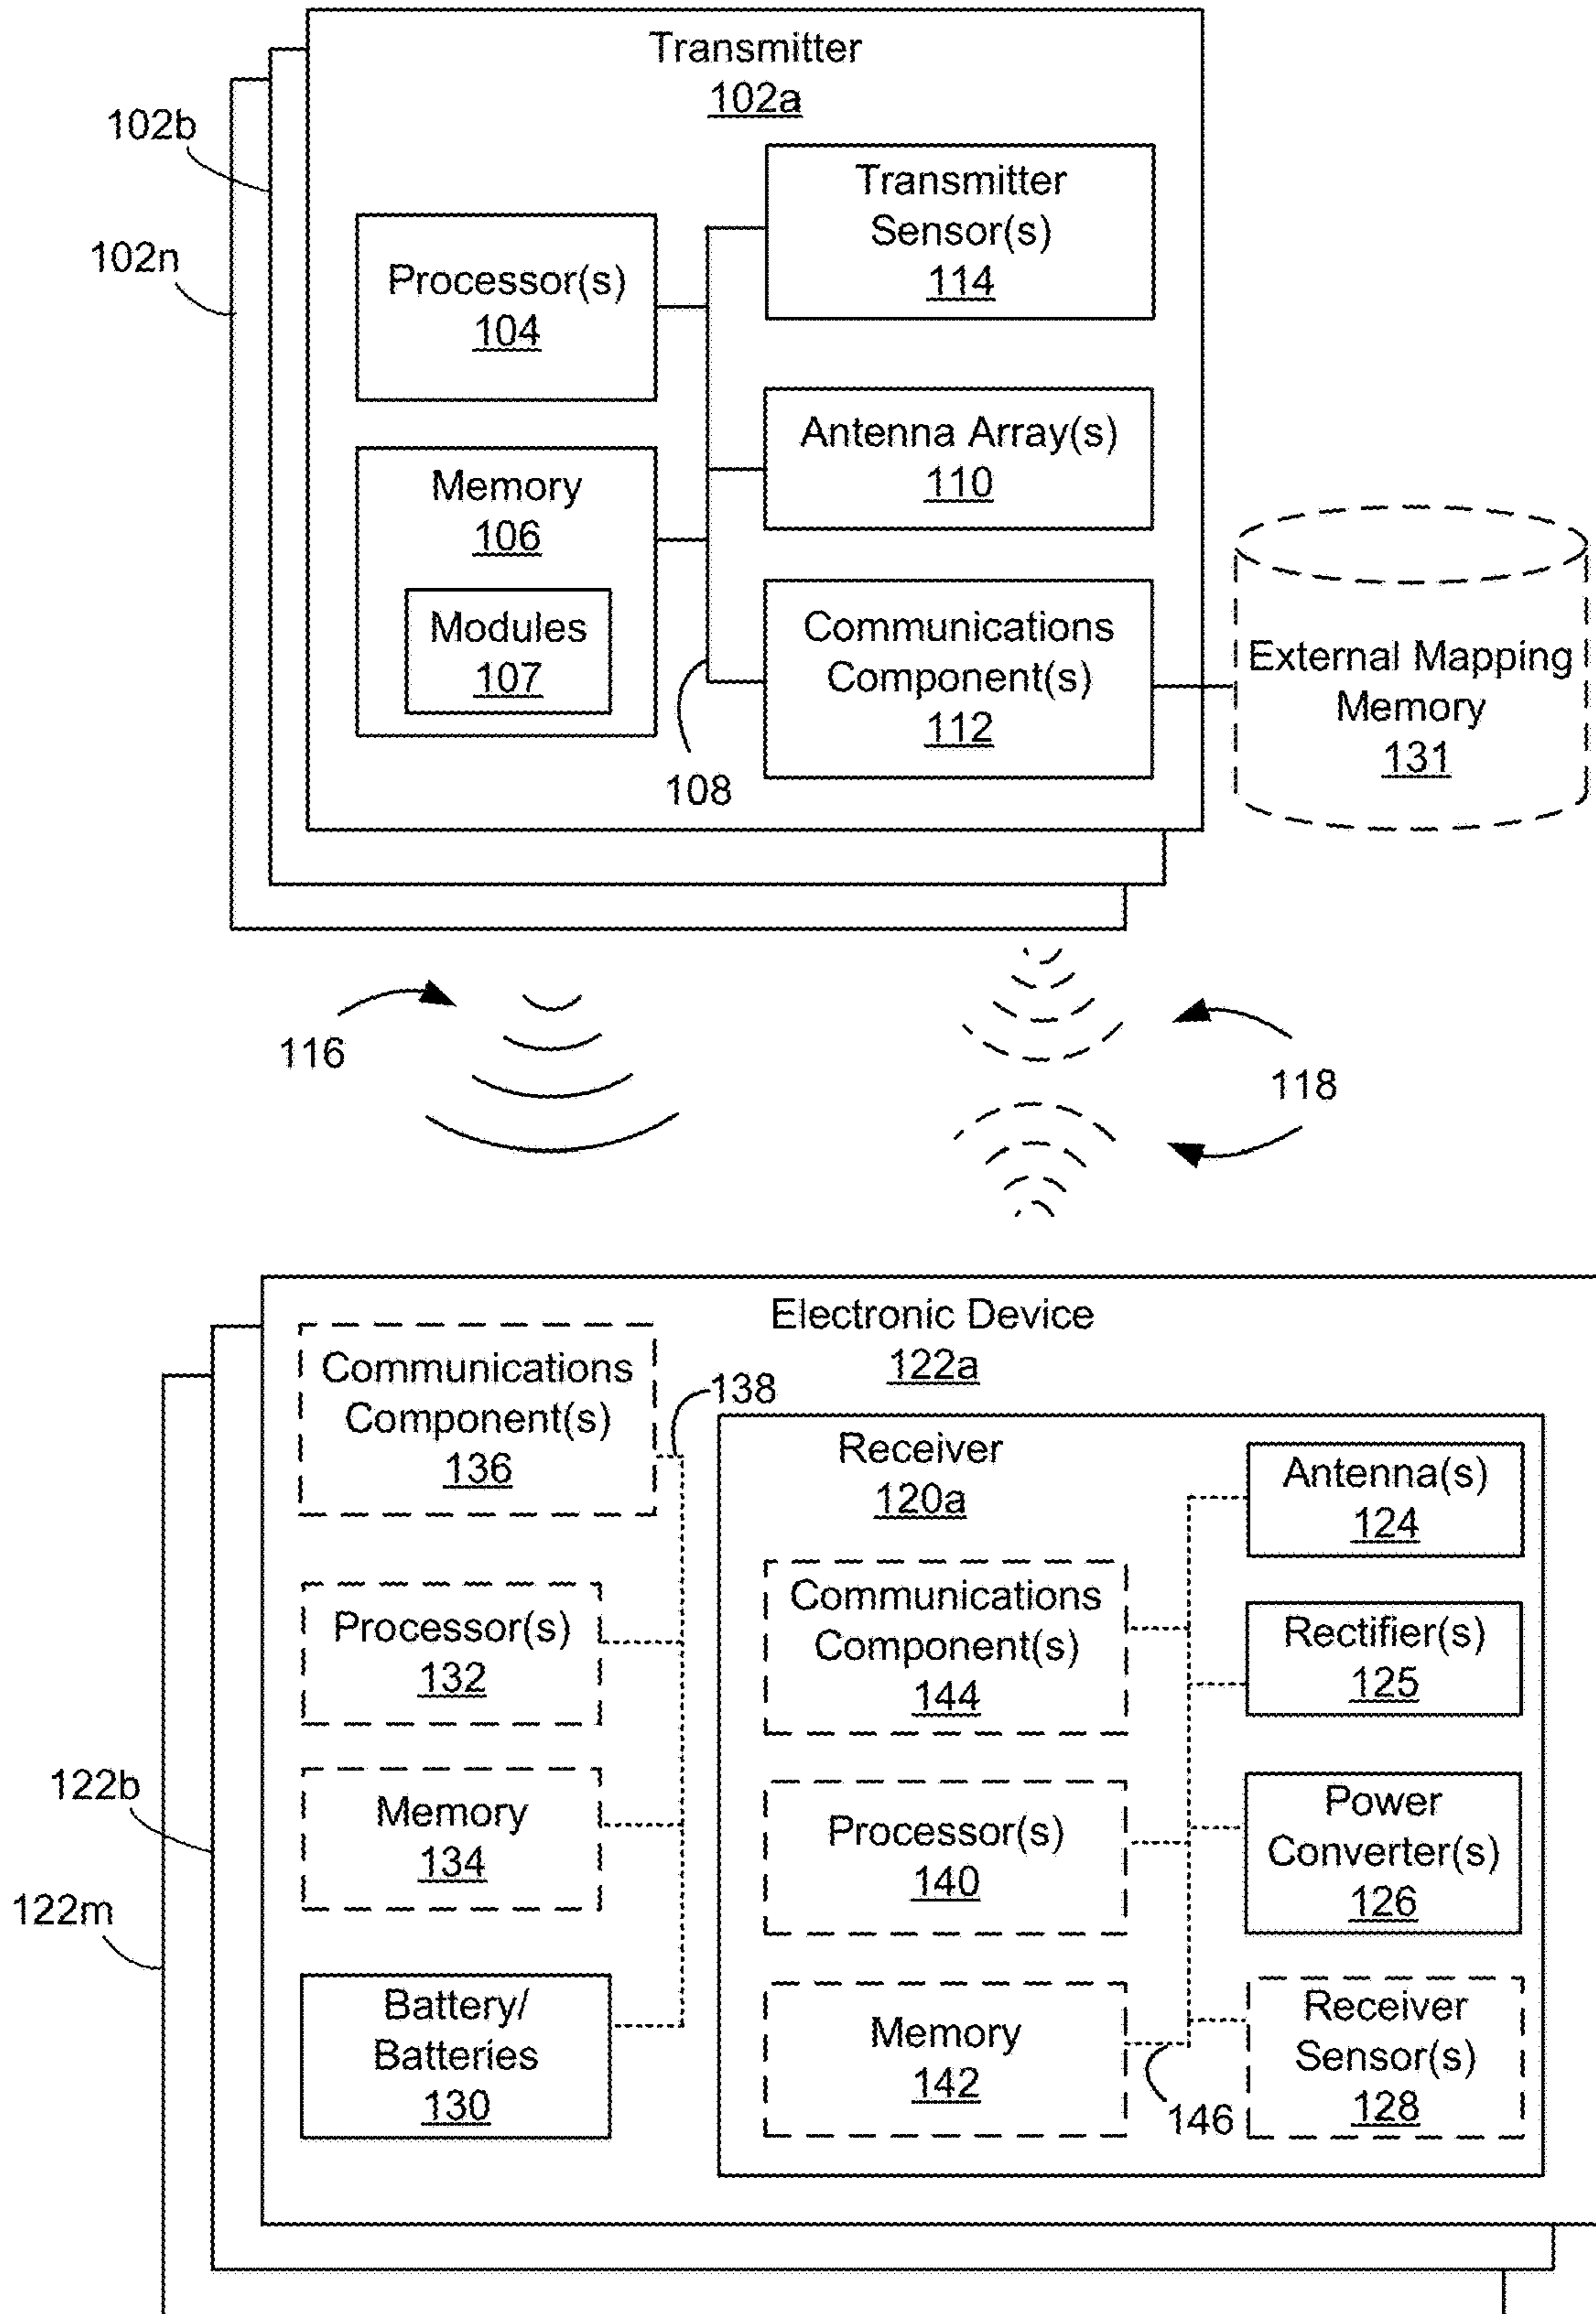 Transmitter
102a
102b
102n
Transmitter
Sensor(s)
114
Processor(s)
104
Antenna Array(s)
110
Memory
106
Modules
107
Communications
Component(s)
112
108
External Mapping
Memory
131
116
118
Electronic Device
122a
Communications
Component(s)
136
138
Receiver
120a
Antenna(s)
124
Communications
Component(s)
144
Rectifier(s)
125
Processor(s)
132
Memory
134
Processor(s)
140
Power
Converter(s)
126
122b
122m
Battery/
Batteries
130
Memory
142
146
Receiver
Sensor(s)
128